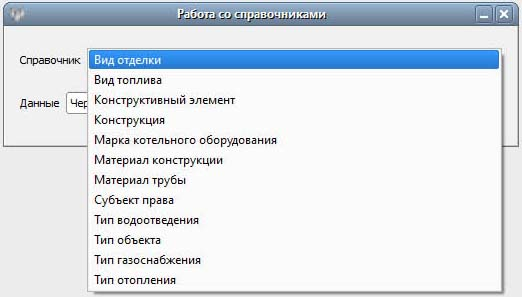 Работа со справочниками
Справочник
Вид отделки
Вид топлива
Конструктивный элемент
Данные Чер
Конструкция
Марка котельного оборудования
Материал конструкции
Материал трубы
Субъект права
Тип водоотведения
Тип объекта
Тип газоснабжения
Тип отопления